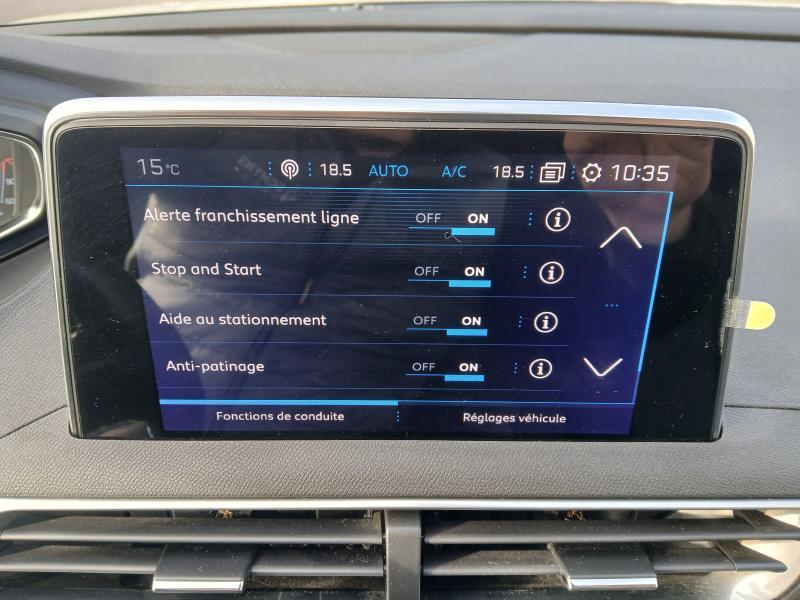 15°C 18.5 AUTO A/C 18.5 10:35
Alerte franchissement ligne OFF ON
Stop and Start OFF ON
Aide au stationnement OFF ON
Anti-patinage OFF ON
Fonctions de conduite Réglages véhicule
90